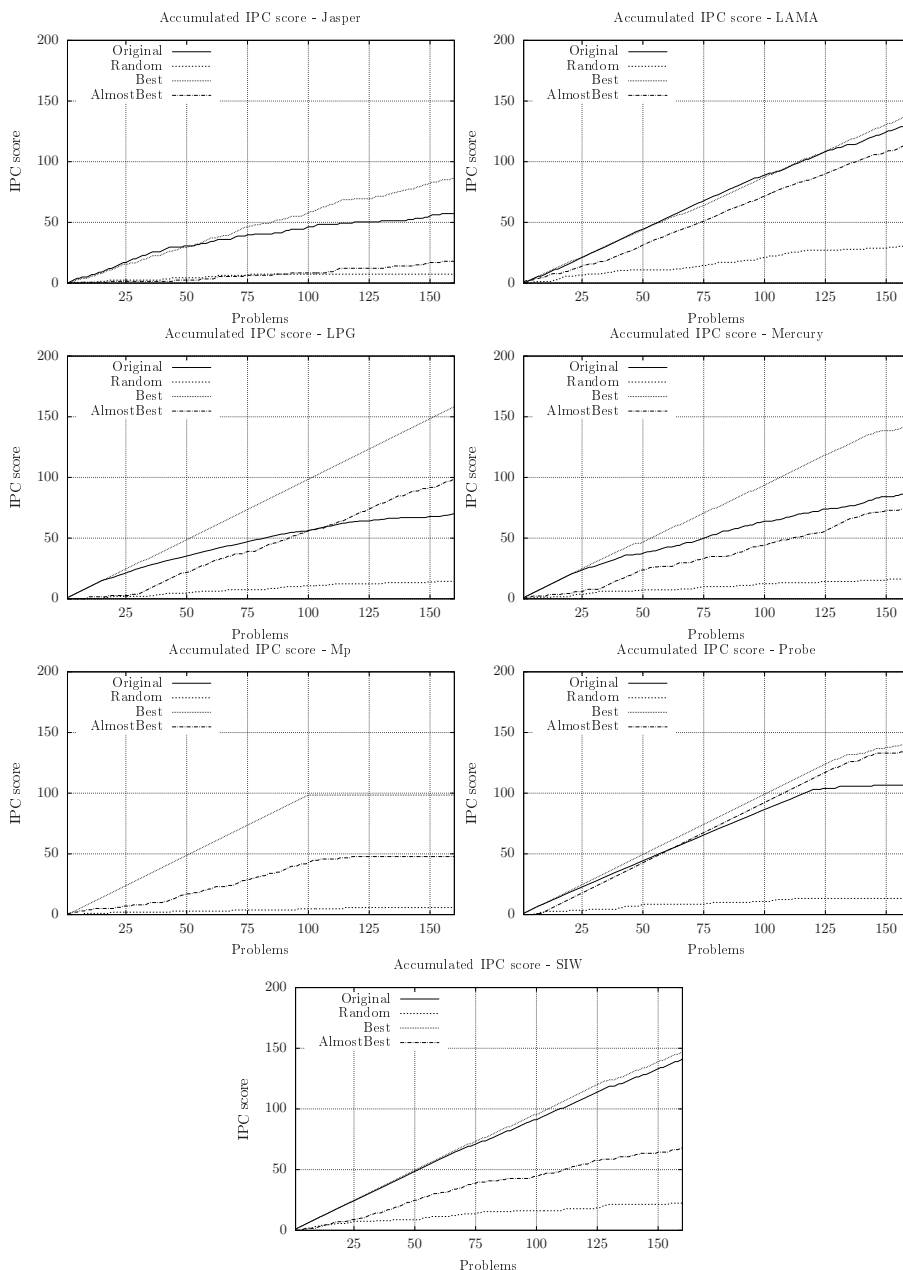 Accumulated IPC score - Jasper
200
150
100
50
0
IPC score
Original
Random
Best
AlmostBest
25 50 75 100 125 150
Problems
Accumulated IPC score - LAMA
200
150
100
50
0
IPC score
Original
Random
Best
AlmostBest
25 50 75 100 125 150
Problems
Accumulated IPC score - LPG
200
150
100
50
0
IPC score
Original
Random
Best
AlmostBest
25 50 75 100 125 150
Problems
Accumulated IPC score - Mercury
200
150
100
50
0
IPC score
Original
Random
Best
AlmostBest
25 50 75 100 125 150
Problems
Accumulated IPC score - Mp
200
150
100
50
0
IPC score
Original
Random
Best
AlmostBest
25 50 75 100 125 150
Problems
Accumulated IPC score - Probe
200
150
100
50
0
IPC score
Original
Random
Best
AlmostBest
25 50 75 100 125 150
Problems
Accumulated IPC score - SIW
200
150
100
50
0
IPC score
Original
Random
Best
AlmostBest
25 50 75 100 125 150
Problems